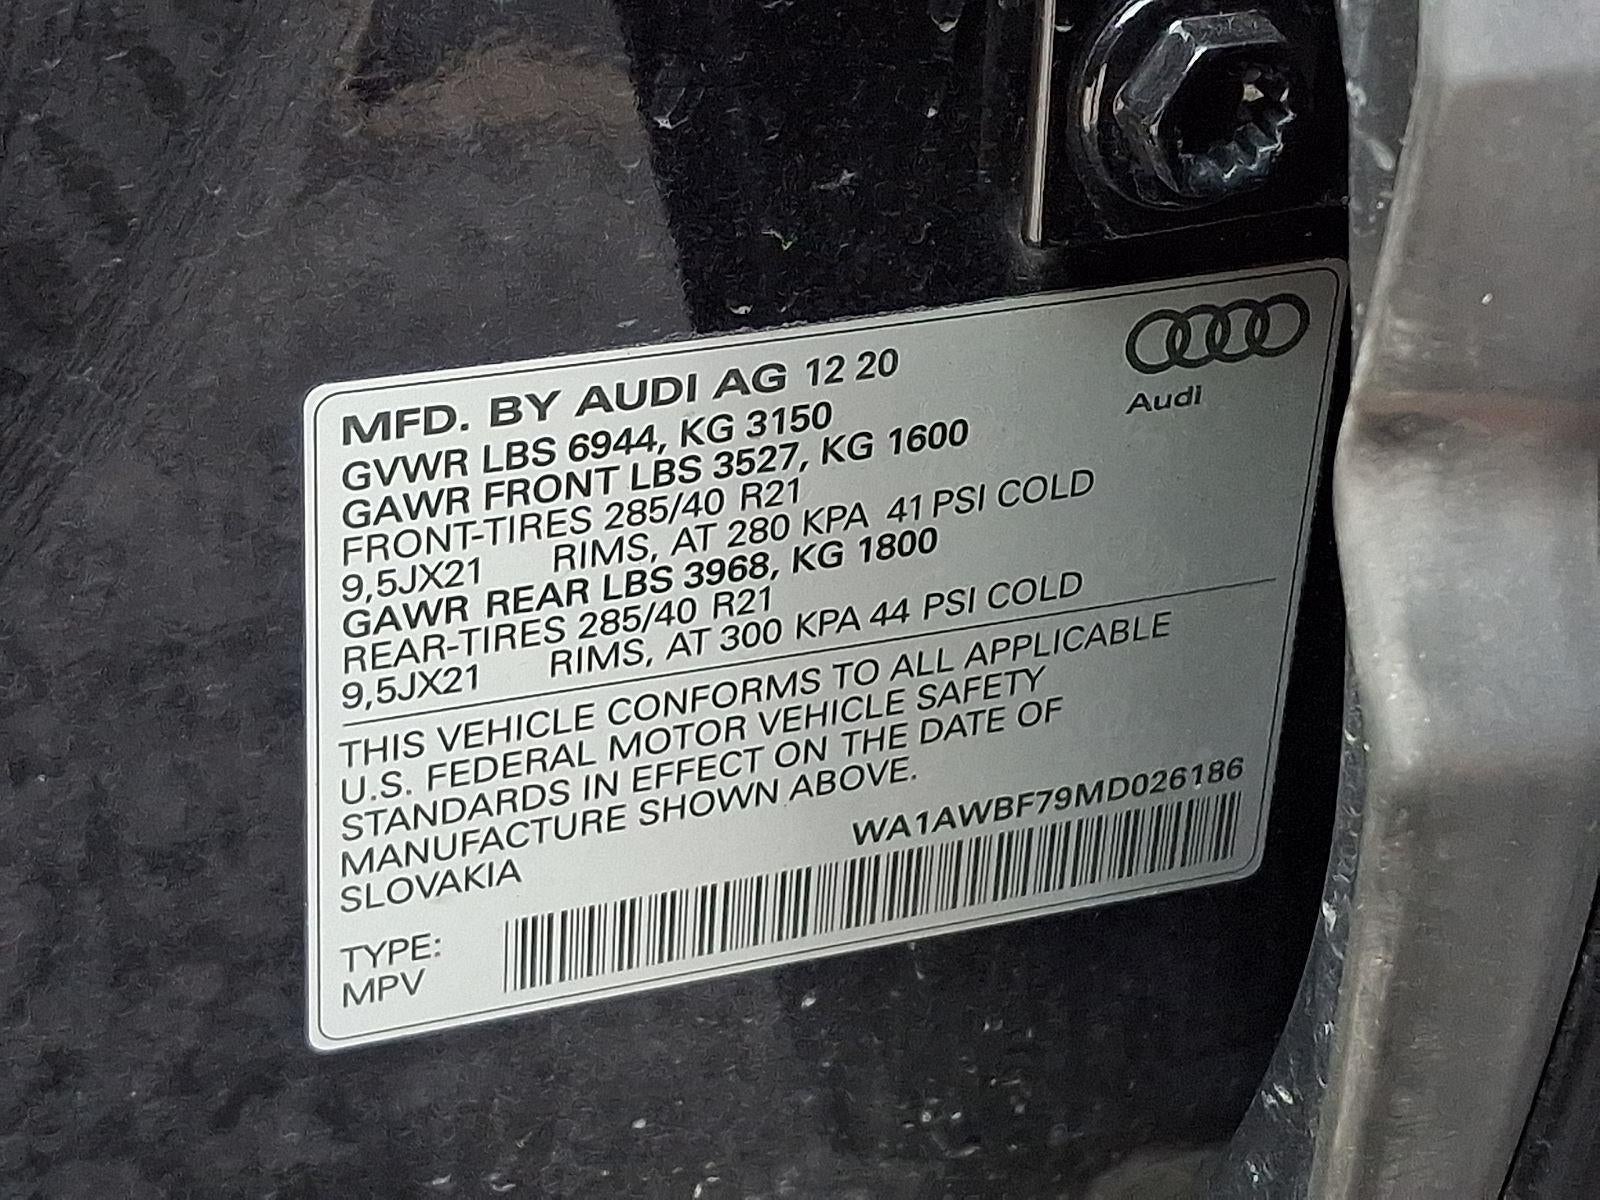 MFD. BY AUDI AG 12 20
GVWR LBS 6944, KG 3150
GAWR FRONT LBS 3527, KG 1600
FRONT-TIRES 285/40 R21
9,5JX21 RIMS, AT 280 KPA 41 PSI COLD
GAWR REAR LBS 3968, KG 1800
REAR-TIRES 285/40 R21
9,5JX21 RIMS, AT 300 KPA 44 PSI COLD
Audi
THIS VEHICLE CONFORMS TO ALL APPLICABLE
U.S. FEDERAL MOTOR VEHICLE SAFETY
STANDARDS IN EFFECT ON THE DATE OF
MANUFACTURE SHOWN ABOVE.
SLOVAKIA
WA1AWBF79MD026186
TYPE:
MPV